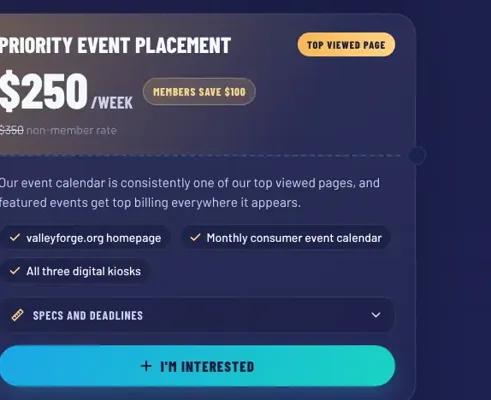 PRIORITY EVENT PLACEMENT
TOP VIEWED PAGE
$250 /WEEK
MEMBERS SAVE $100
$350 non-member rate
Our event calendar is consistently one of our top viewed pages, and
featured events get top billing everywhere it appears.
valleyforge.org homepage
Monthly consumer event calendar
All three digital kiosks
SPECS AND DEADLINES
+ I'M INTERESTED